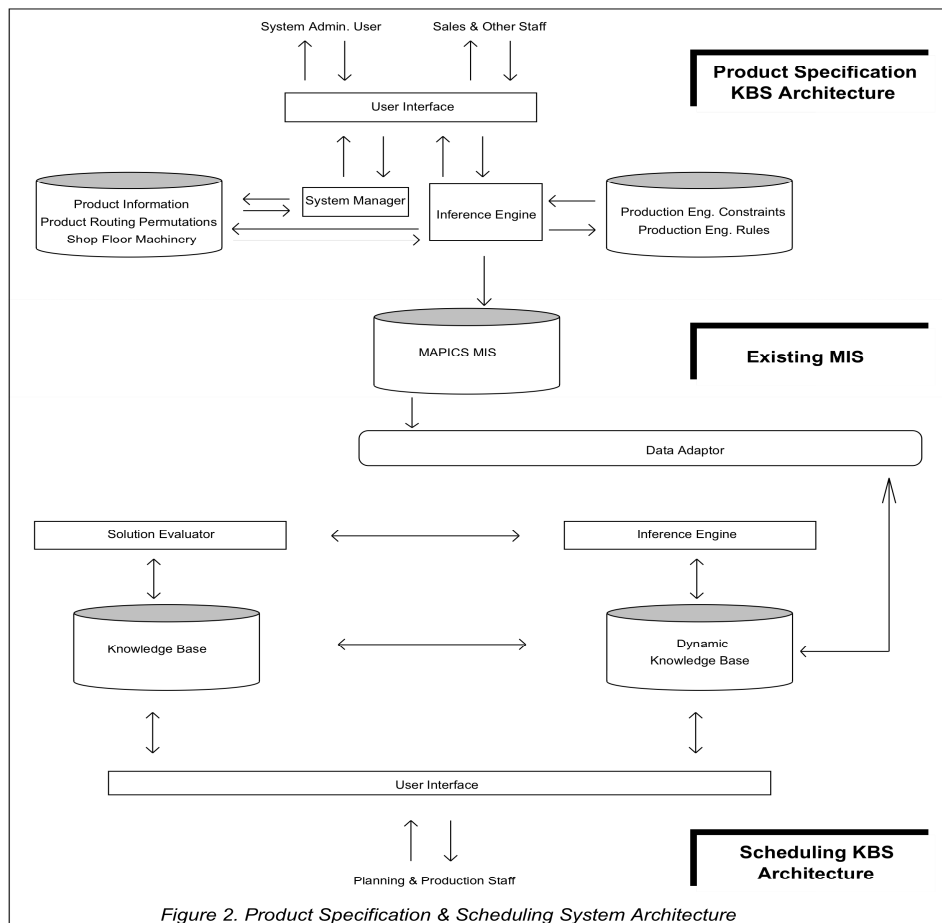 System Admin. User
Sales & Other Staff
Product Specification
KBS Architecture
User Interface
Product Information
Product Routing Permutations
Shop Floor Machinery
System Manager
Inference Engine
Production Eng. Constraints
Production Eng. Rules
MAPICS MIS
Existing MIS
Data Adaptor
Solution Evaluator
Inference Engine
Knowledge Base
Dynamic
Knowledge Base
User Interface
Planning & Production Staff
Scheduling KBS
Architecture
Figure 2. Product Specification & Scheduling System Architecture